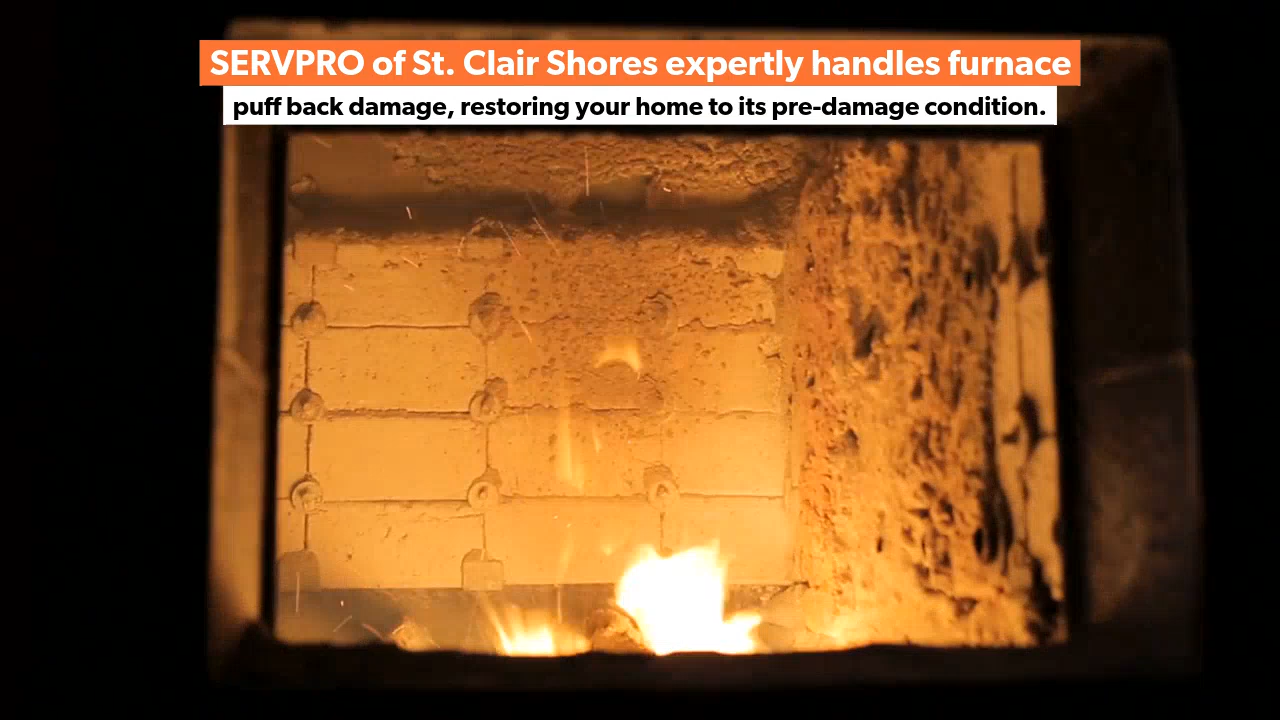 SERVPRO of St. Clair Shores expertly handles furnace
puff back damage, restoring your home to its pre-damage condition.